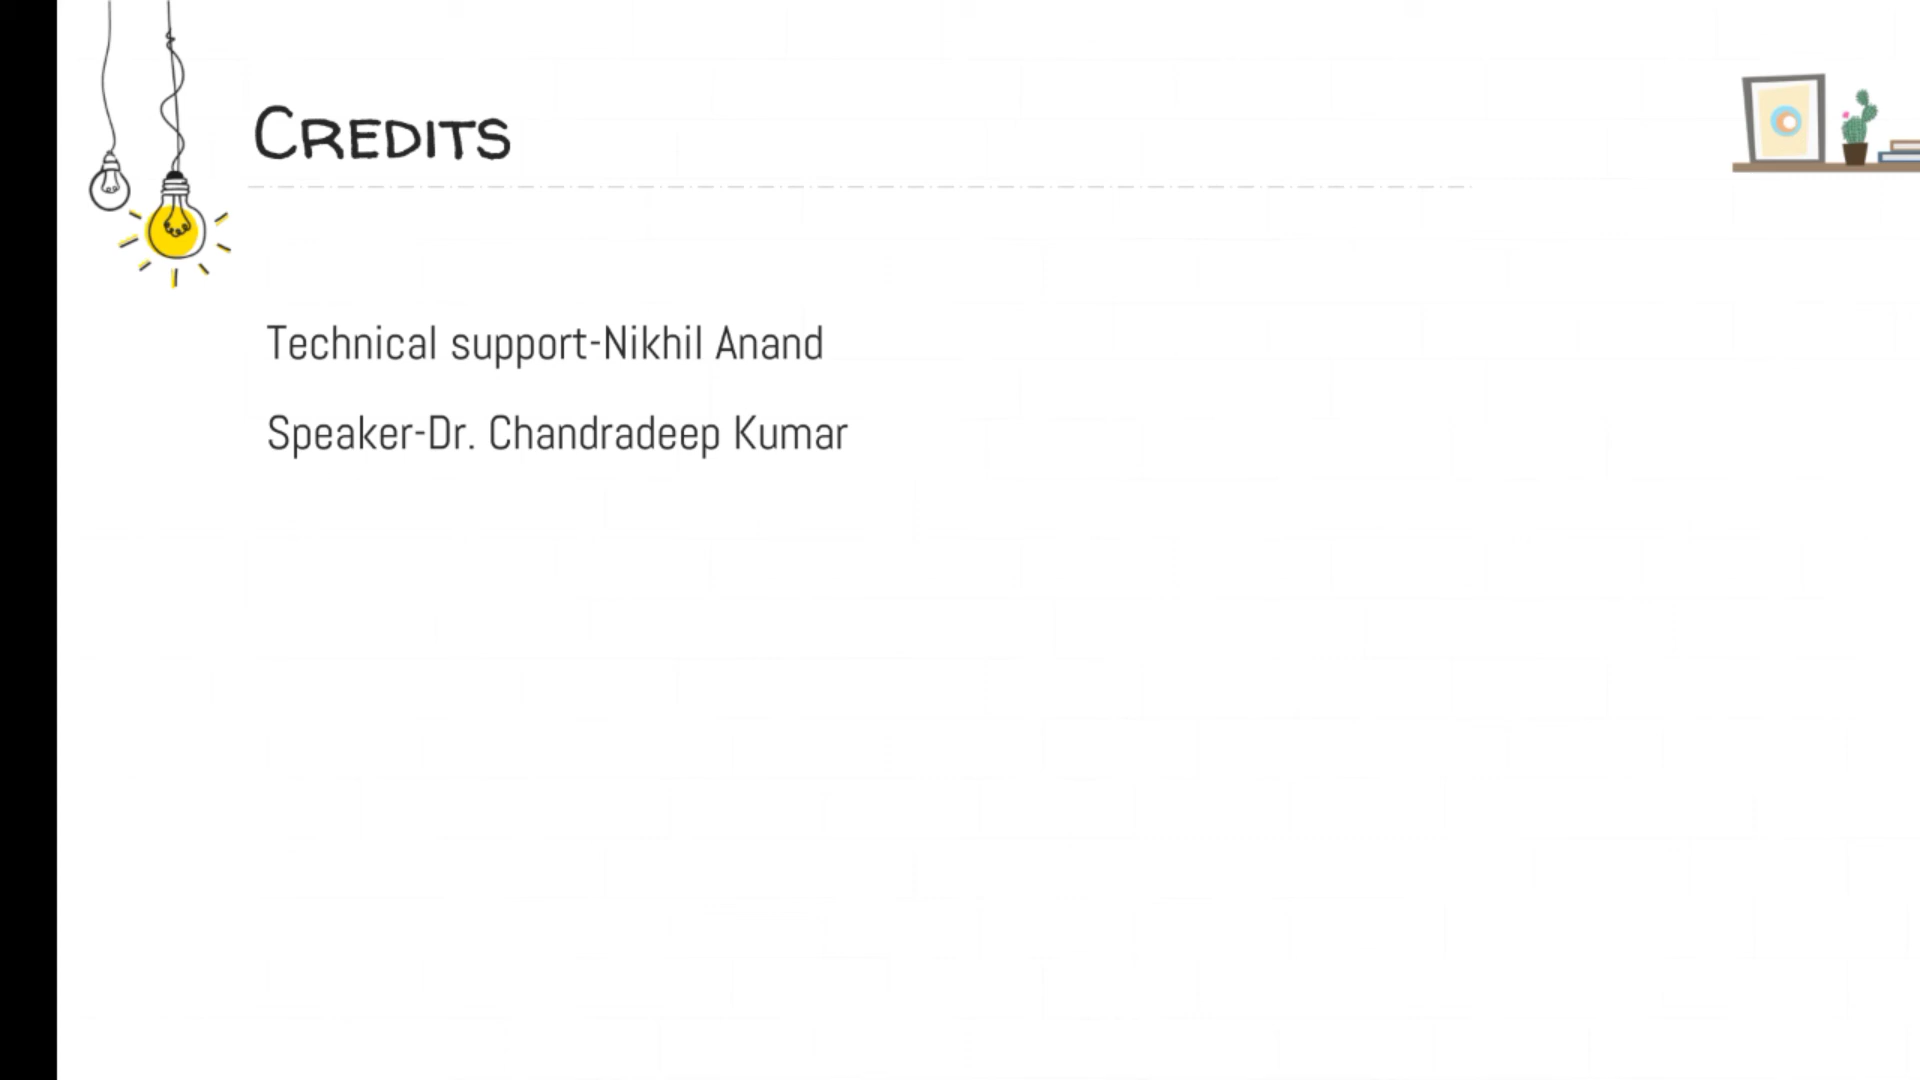 Credits
Technical support-Nikhil Anand
Speaker-Dr. Chandradeep Kumar